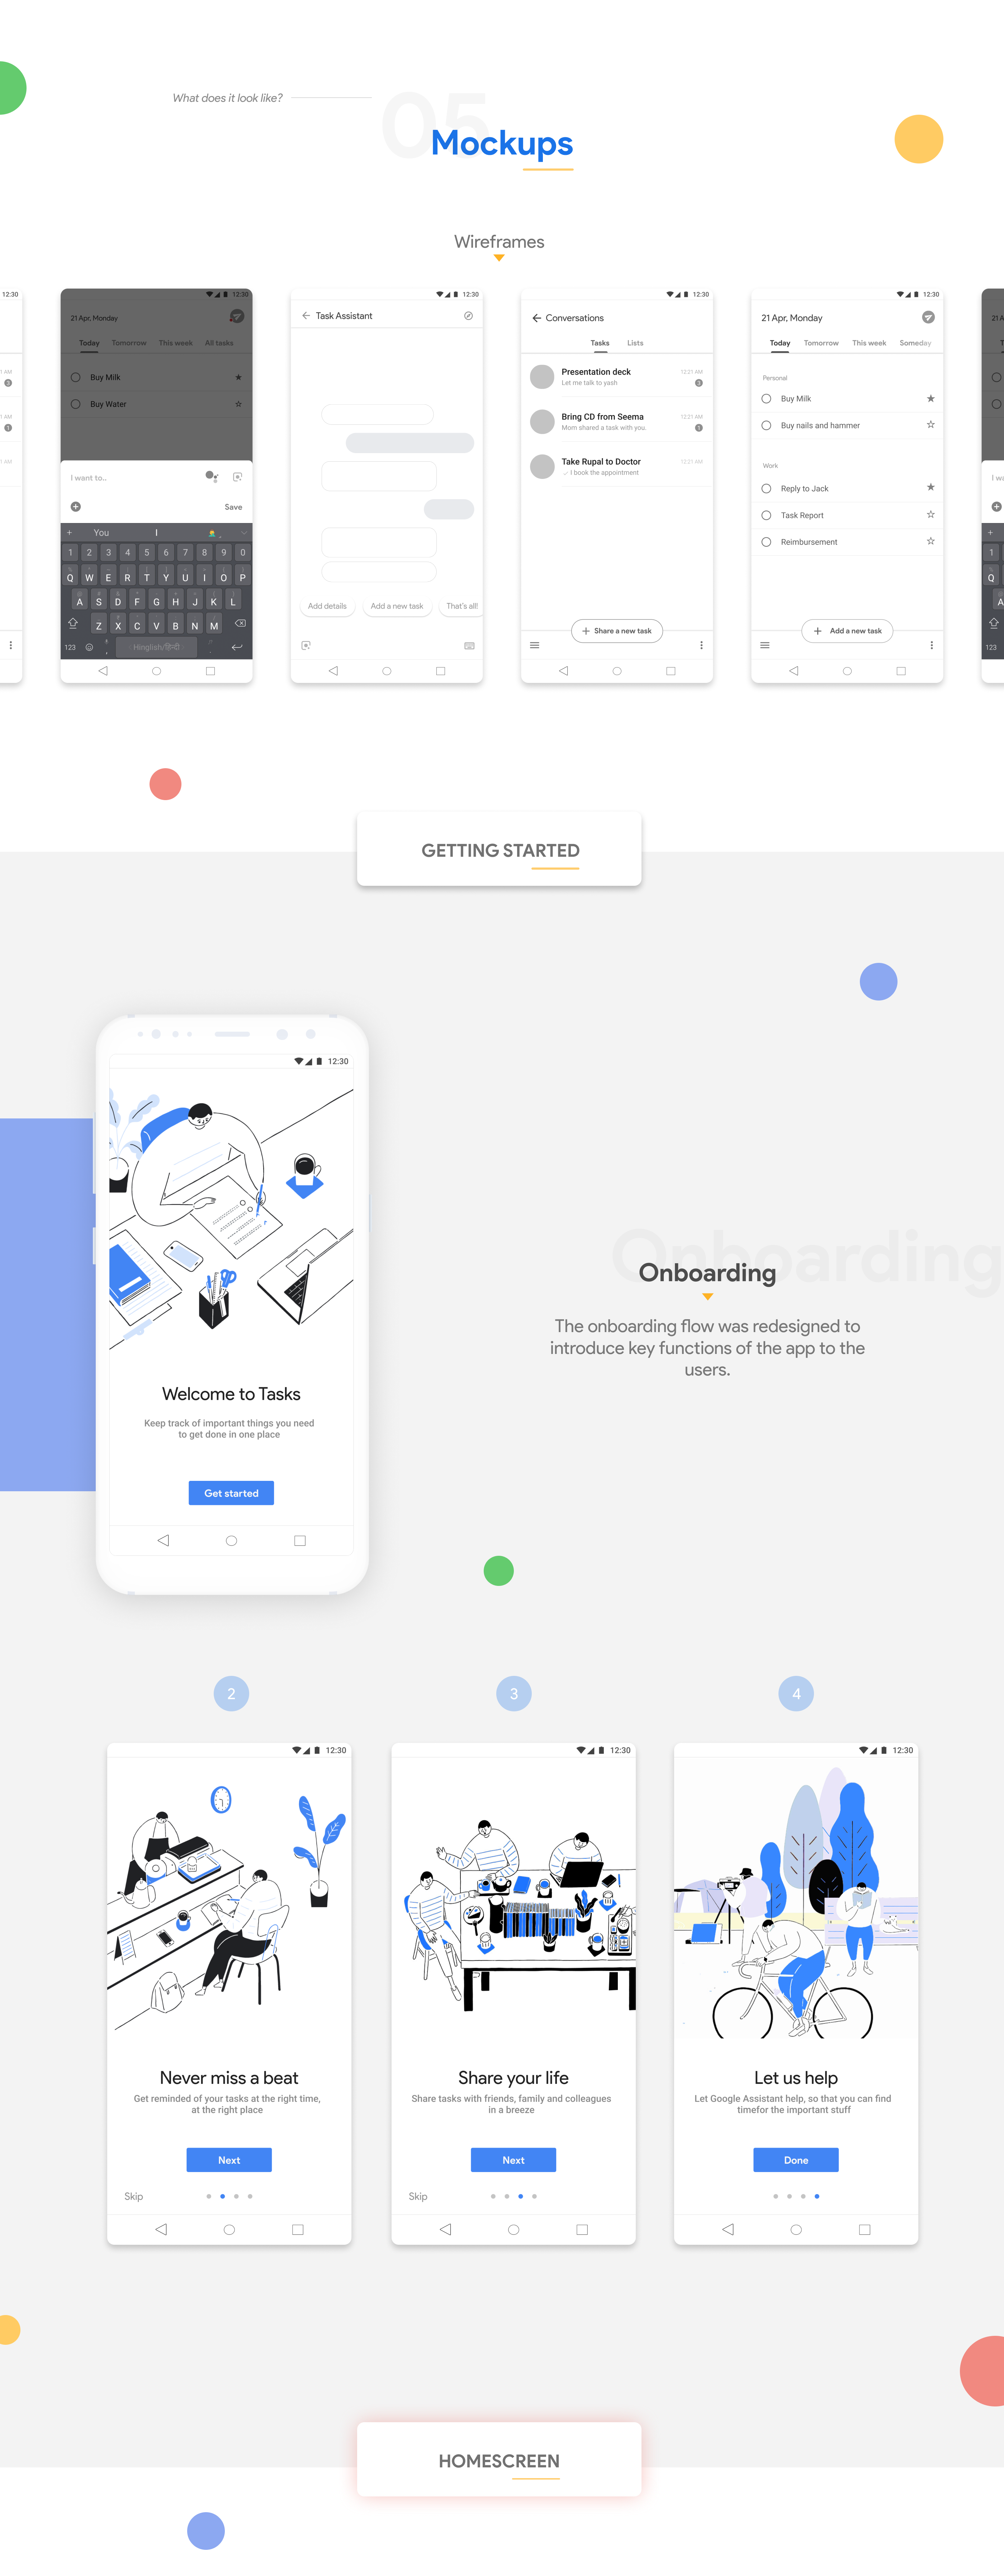 What does it look like?
05
Mockups
Wireframes
12:30
12:30
21 Apr, Monday
Today Tomorrow This week All tasks
Buy Milk
Buy Water
I want to..
Save
You I
1 2 3 4 5 6 7 8 9 0
Q W E R T Y U I O P
A S D F G H J K L
Z X C V B N M
123 Hinglish/हिन्दी
12:30
Task Assistant
Add details Add a new task That's all!
12:30
Conversations
Tasks Lists
Presentation deck 12:21 AM
Let me talk to yash 3
Bring CD from Seema 12:21 AM
Mom shared a task with you. 1
Take Rupal to Doctor 12:21 AM
I book the appointment
Share a new task
12:30
21 Apr, Monday
Today Tomorrow This week Someday
Personal
Buy Milk
Buy nails and hammer
Work
Reply to Jack
Task Report
Reimbursement
Add a new task
GETTING STARTED
12:30
Welcome to Tasks
Keep track of important things you need
to get done in one place
Get started
Onboarding
Onboarding
The onboarding flow was redesigned to
introduce key functions of the app to the
users.
2
12:30
Never miss a beat
Get reminded of your tasks at the right time,
at the right place
Next
Skip
3
12:30
Share your life
Share tasks with friends, family and colleagues
in a breeze
Next
Skip
4
12:30
Let us help
Let Google Assistant help, so that you can find
timefor the important stuff
Done
HOMESCREEN